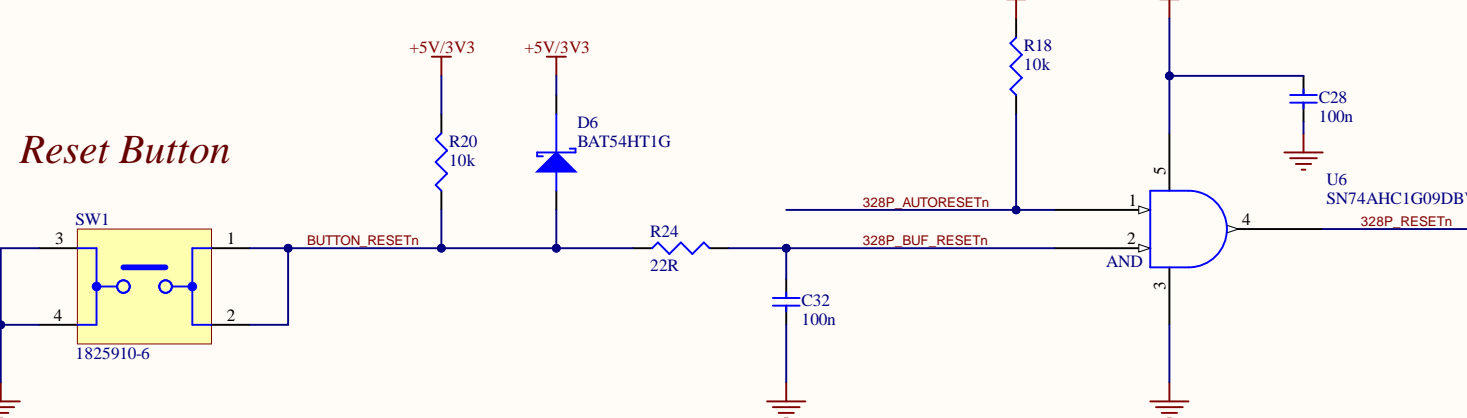 +5V/3V3
+5V/3V3
R18
10k
C28
100n
D6
BAT54HT1G
R20
10k
Reset Button
5
U6
SN74AHC1G09DB
SW1
328P_AUTORESETn
1
4
328P_RESETn
3
1
BUTTON_RESETn
R24
22R
328P_BUF_RESETn
2
AND
3
C32
100n
4
2
1825910-6